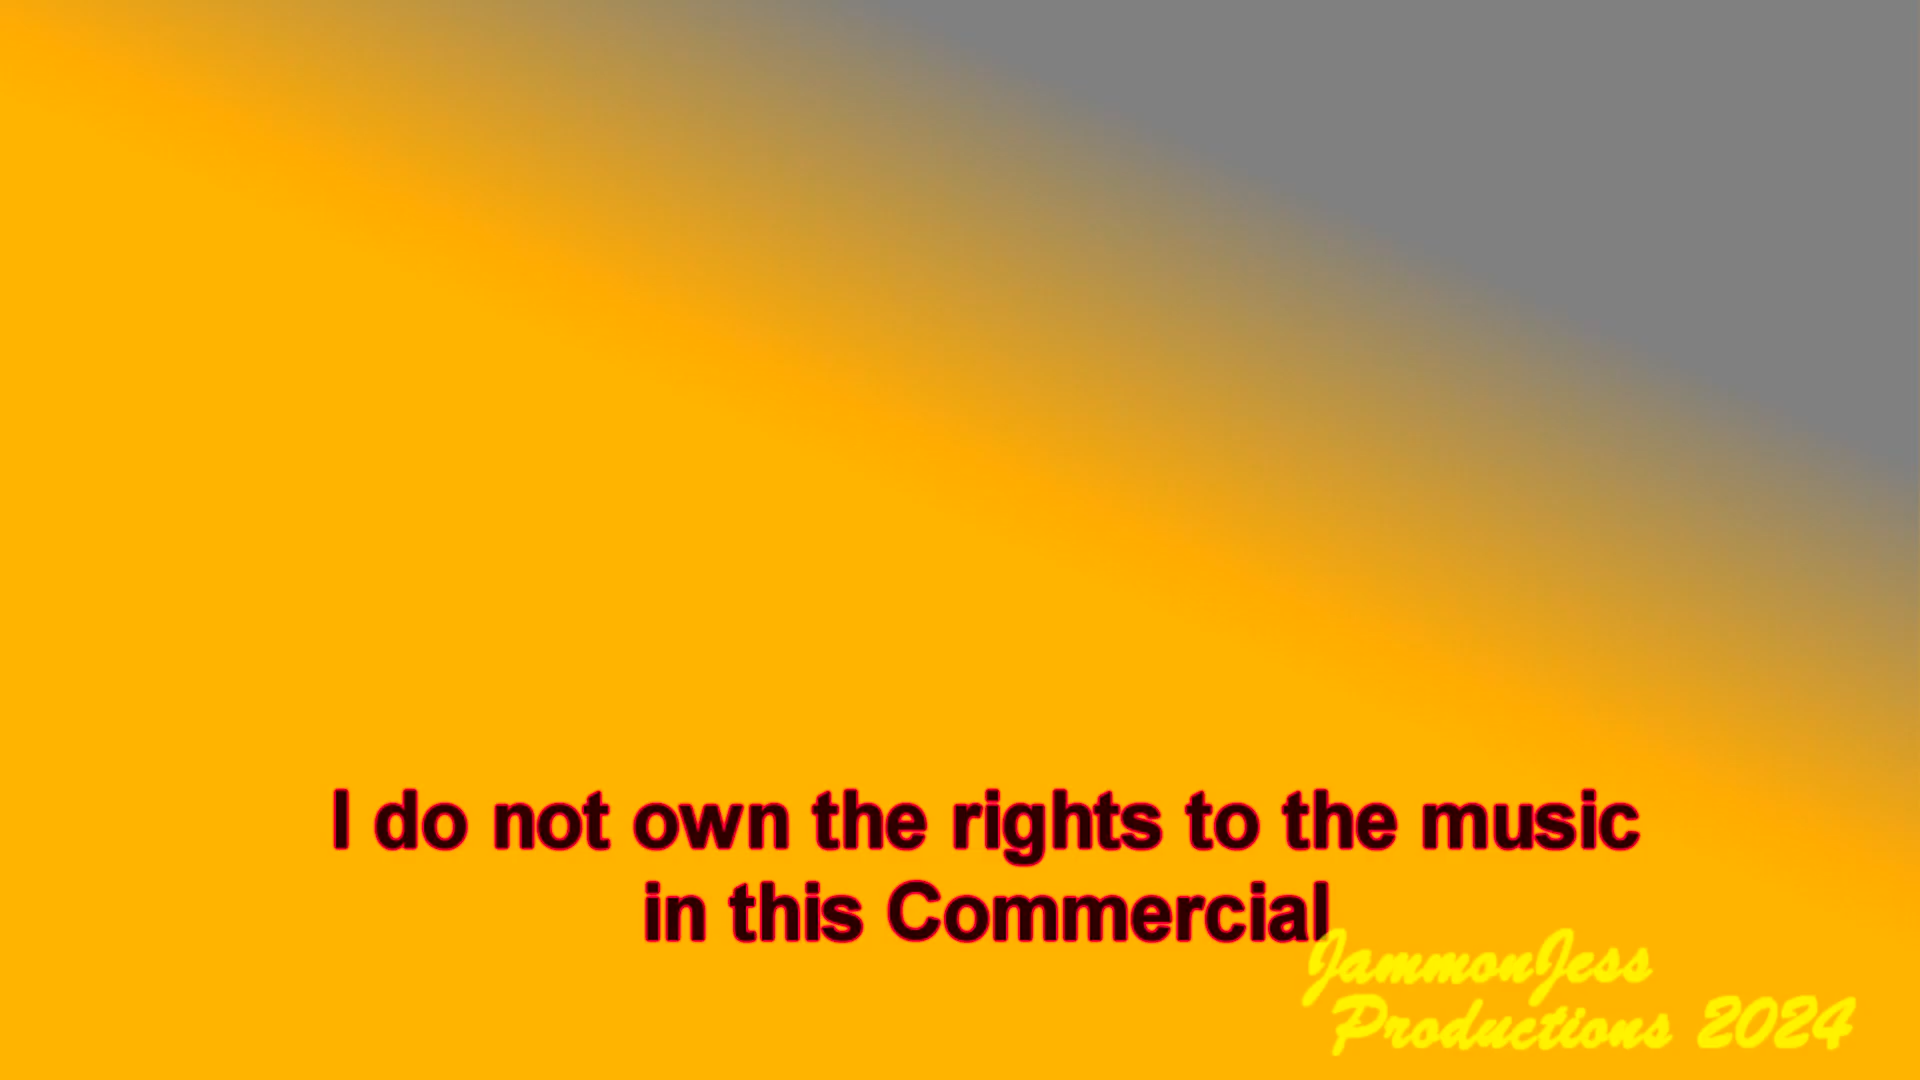 I do not own the rights to the music
in this Commercial
JammonJess
Productions 2024